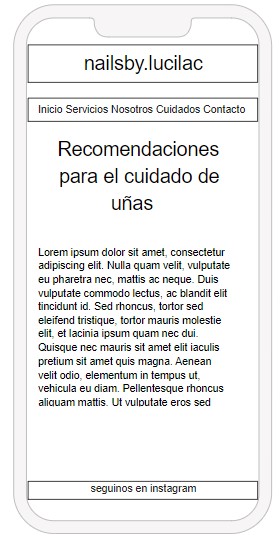 nailsby.lucilac
Inicio Servicios Nosotros Cuidados Contacto
Recomendaciones
para el cuidado de
uñas
Lorem ipsum dolor sit amet, consectetur
adipiscing elit. Nulla quam velit, vulputate
eu pharetra nec, mattis ac neque. Duis
vulputate commodo lectus, ac blandit elit
tincidunt id. Sed rhoncus, tortor sed
eleifend tristique, tortor mauris molestie
elit, et lacinia ipsum quam nec dui.
Quisque nec mauris sit amet elit iaculis
pretium sit amet quis magna. Aenean
velit odio, elementum in tempus ut,
vehicula eu diam. Pellentesque rhoncus
aliquam mattis. Ut vulputate eros sed
seguinos en instagram